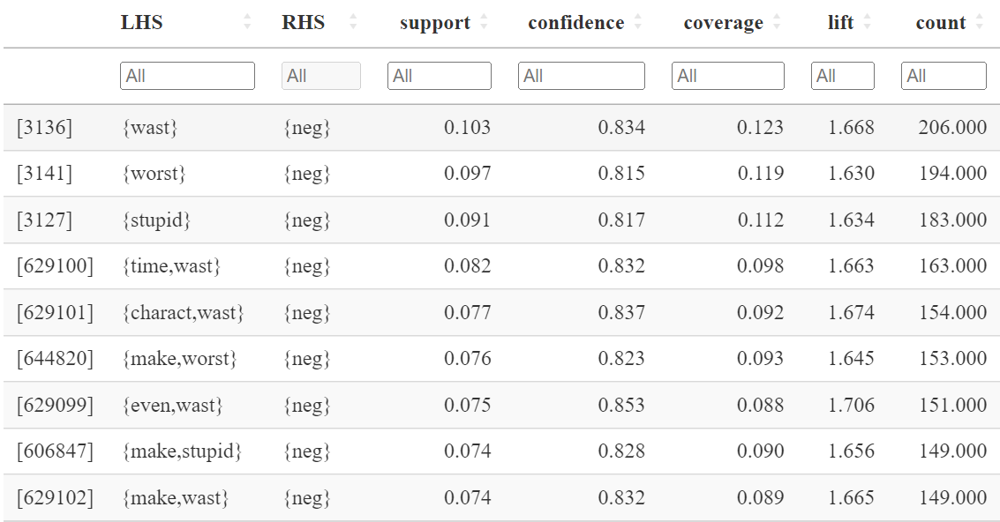 LHS RHS support confidence coverage lift count
All All All All All All All
[3136] {wast} {neg} 0.103 0.834 0.123 1.668 206.000
[3141] {worst} {neg} 0.097 0.815 0.119 1.630 194.000
[3127] {stupid} {neg} 0.091 0.817 0.112 1.634 183.000
[629100] {time,wast} {neg} 0.082 0.832 0.098 1.663 163.000
[629101] {charact,wast} {neg} 0.077 0.837 0.092 1.674 154.000
[644820] {make,worst} {neg} 0.076 0.823 0.093 1.645 153.000
[629099] {even,wast} {neg} 0.075 0.853 0.088 1.706 151.000
[606847] {make,stupid} {neg} 0.074 0.828 0.090 1.656 149.000
[629102] {make,wast} {neg} 0.074 0.832 0.089 1.665 149.000